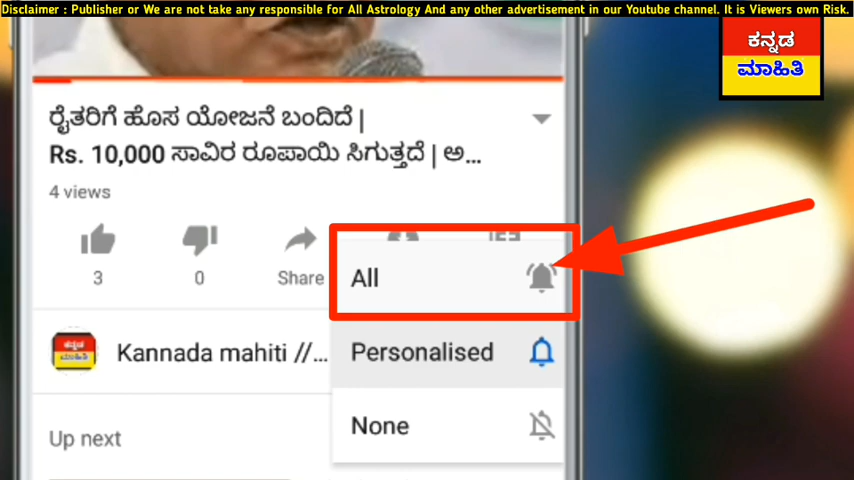 Disclaimer : Publisher or We are not take any responsible for All Astrology And any other advertisement in our Youtube channel. It is Viewers own Risk.
ಕನ್ನಡ
ಮಾಹಿತಿ
ರೈತರಿಗೆ ಹೊಸ ಯೋಜನೆ ಬಂದಿದೆ |
Rs. 10,000 ಸಾವಿರ ರೂಪಾಯಿ ಸಿಗುತ್ತದೆ | ಅ...
4 views
3
0
Share
All
ಕನ್ನಡ
ಮಾಹಿತಿ
Kannada mahiti //...
Personalised
None
Up next